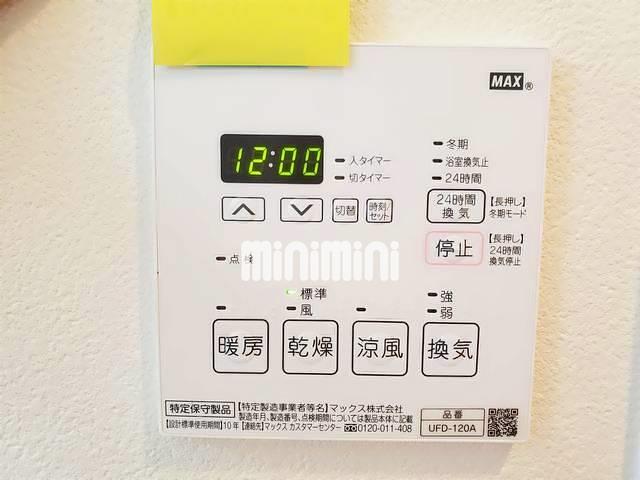 MAX®
12:00
入タイマー
切タイマー
冬期
浴室換気止
24時間
切替
時刻/
セット
24時間
換気
【長押し】
冬期モード
停止
【長押し】
24時間
換気停止
点検
minimini
標準
風
強
弱
暖房
乾燥
涼風
換気
特定保守製品
【特定製造事業者等名】マックス株式会社
製造年月、製造番号、点検期間については製品本体に記載
【設計標準使用期間】10年【連絡先】マックス カスタマーセンター 0120-011-408
品番
UFD-120A